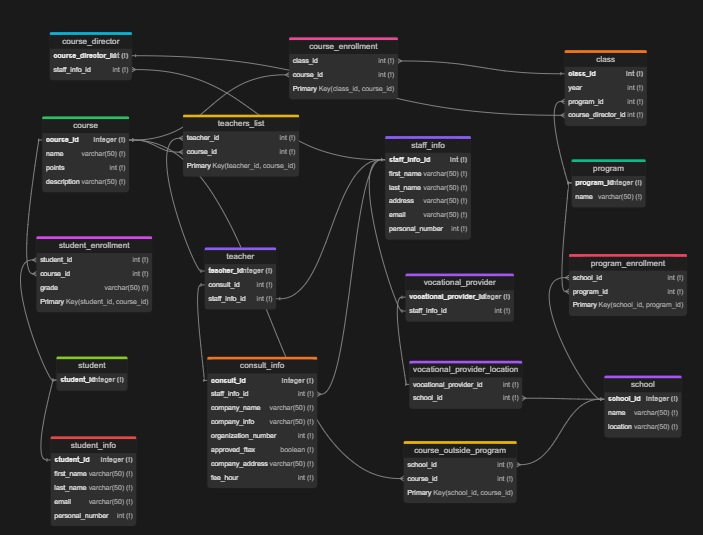 course_director
course_director_id int (!)
staff_info_id int (!)
course_enrollment
class_id int (!)
course_id int (!)
Primary Key(class_id, course_id)
class
class_id int (!)
year int (!)
program_id int (!)
course_director_id int (!)
course
course_id integer (!)
name varchar(50) (!)
points int (!)
description varchar(50) (!)
teachers_list
teacher_id int (!)
course_id int (!)
Primary Key(teacher_id, course_id)
staff_info
staff_info_id int (!)
first_name varchar(50) (!)
last_name varchar(50) (!)
address varchar(50) (!)
email varchar(50) (!)
personal_number int (!)
program
program_id integer (!)
name varchar(50) (!)
student_enrollment
student_id int (!)
course_id int (!)
grade varchar(50) (!)
Primary Key(student_id, course_id)
teacher
teacher_id integer (!)
consult_id int (!)
staff_info_id int (!)
vocational_provider
vocational_provider_id integer (!)
staff_info_id int (!)
program_enrollment
school_id int (!)
program_id int (!)
Primary Key(school_id, program_id)
student
student_id integer (!)
consult_info
consult_id integer (!)
staff_info_id int (!)
company_name varchar(50) (!)
company_info varchar(50) (!)
organization_number int (!)
approved_ftax boolean (!)
company_address varchar(50) (!)
fee_hour int (!)
vocational_provider_location
vocational_provider_id int (!)
school_id int (!)
school
school_id integer (!)
name varchar(50) (!)
location varchar(50) (!)
student_info
student_id int (!)
first_name varchar(50) (!)
last_name varchar(50) (!)
email varchar(50) (!)
personal_number int (!)
course_outside_program
school_id int (!)
course_id int (!)
Primary Key(school_id, course_id)